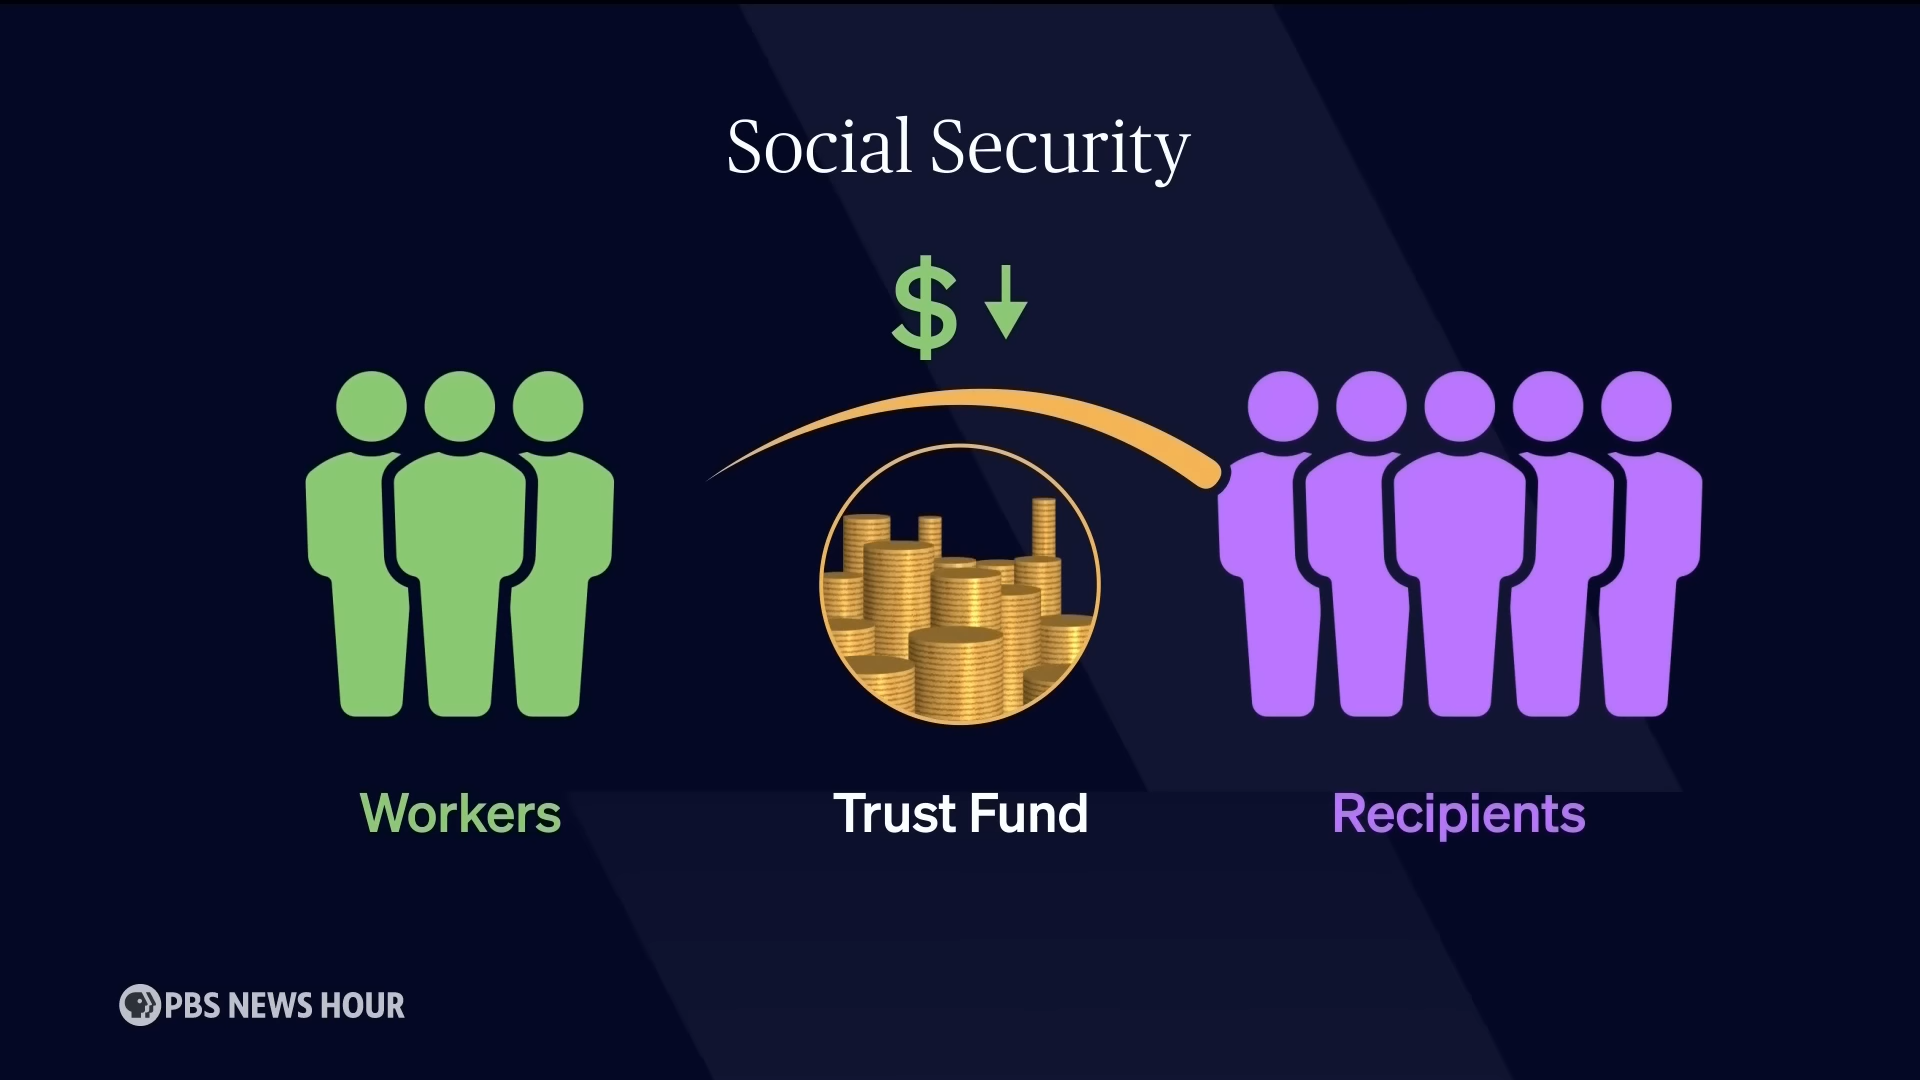 Social Security
$
Workers
Trust Fund
Recipients
PBS NEWS HOUR